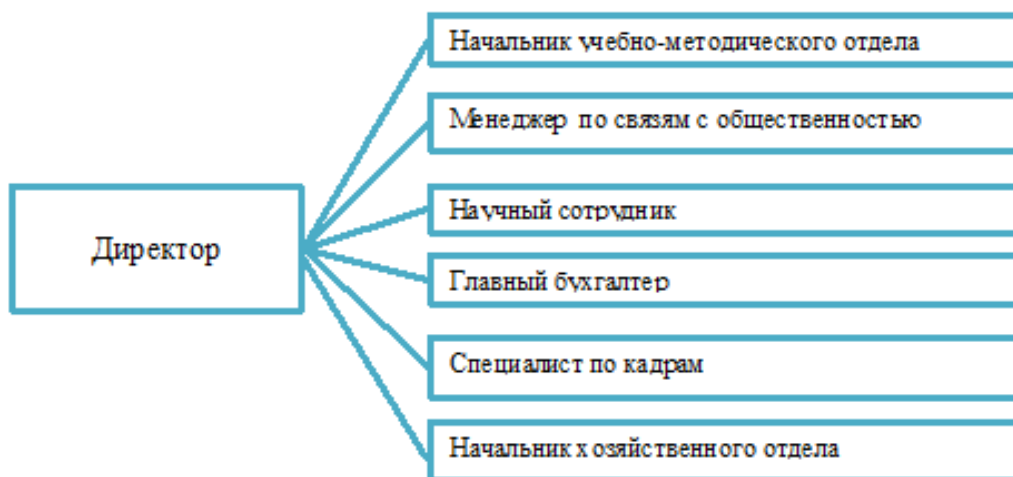 Начальник учебно-методического отдела
Менеджер по связям с общественностью
Научный сотрудник
Директор
Главный бухгалтер
Специалист по кадрам
Начальник хозяйственного отдела